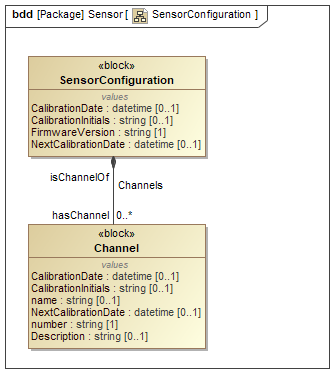 bdd [Package] Sensor [ SensorConfiguration ]
«block»
SensorConfiguration
values
CalibrationDate : datetime [0..1]
CalibrationInitials : string [0..1]
FirmwareVersion : string [1]
NextCalibrationDate : datetime [0..1]
isChannelOf
Channels
hasChannel 0..*
«block»
Channel
values
CalibrationDate : datetime [0..1]
CalibrationInitials : string [0..1]
name : string [0..1]
NextCalibrationDate : datetime [0..1]
number : string [1]
Description : string [0..1]